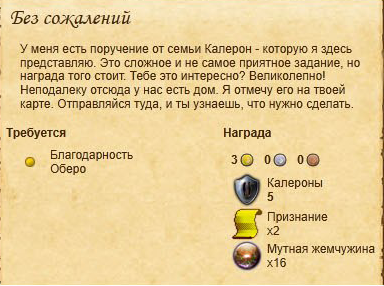 Без сожалений
У меня есть поручение от семьи Калерон - которую я здесь
представляю. Это сложное и не самое приятное задание, но
награда того стоит. Тебе это интересно? Великолепно!
Неподалеку отсюда у нас есть дом. Я отмечу его на твоей
карте. Отправляйся туда, и ты узнаешь, что нужно сделать.
Требуется
Благодарность
Оберо
Награда
3 0 0
Калероны
5
Признание
x2
Мутная жемчужина
x16